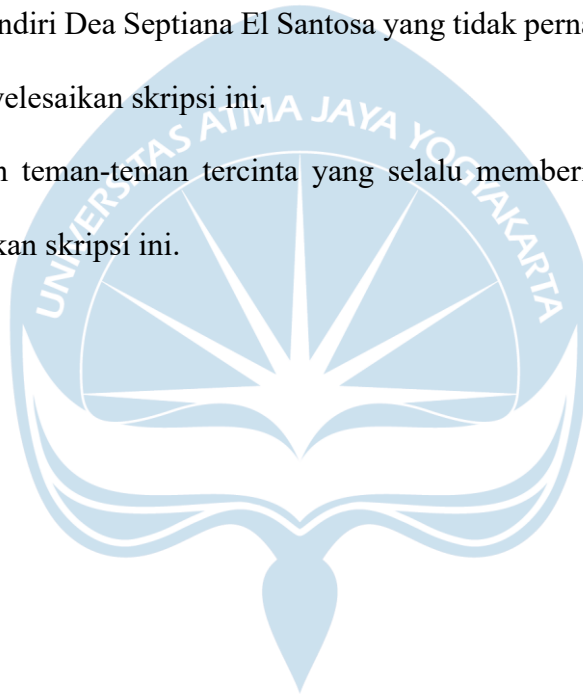 ndiri Dea Septiana El Santosa yang tidak perna
yelesaikan skripsi ini.
n teman-teman tercinta yang selalu member
kan skripsi ini.
UNIVERSITAS ATMA JAYA YOGYAKARTA